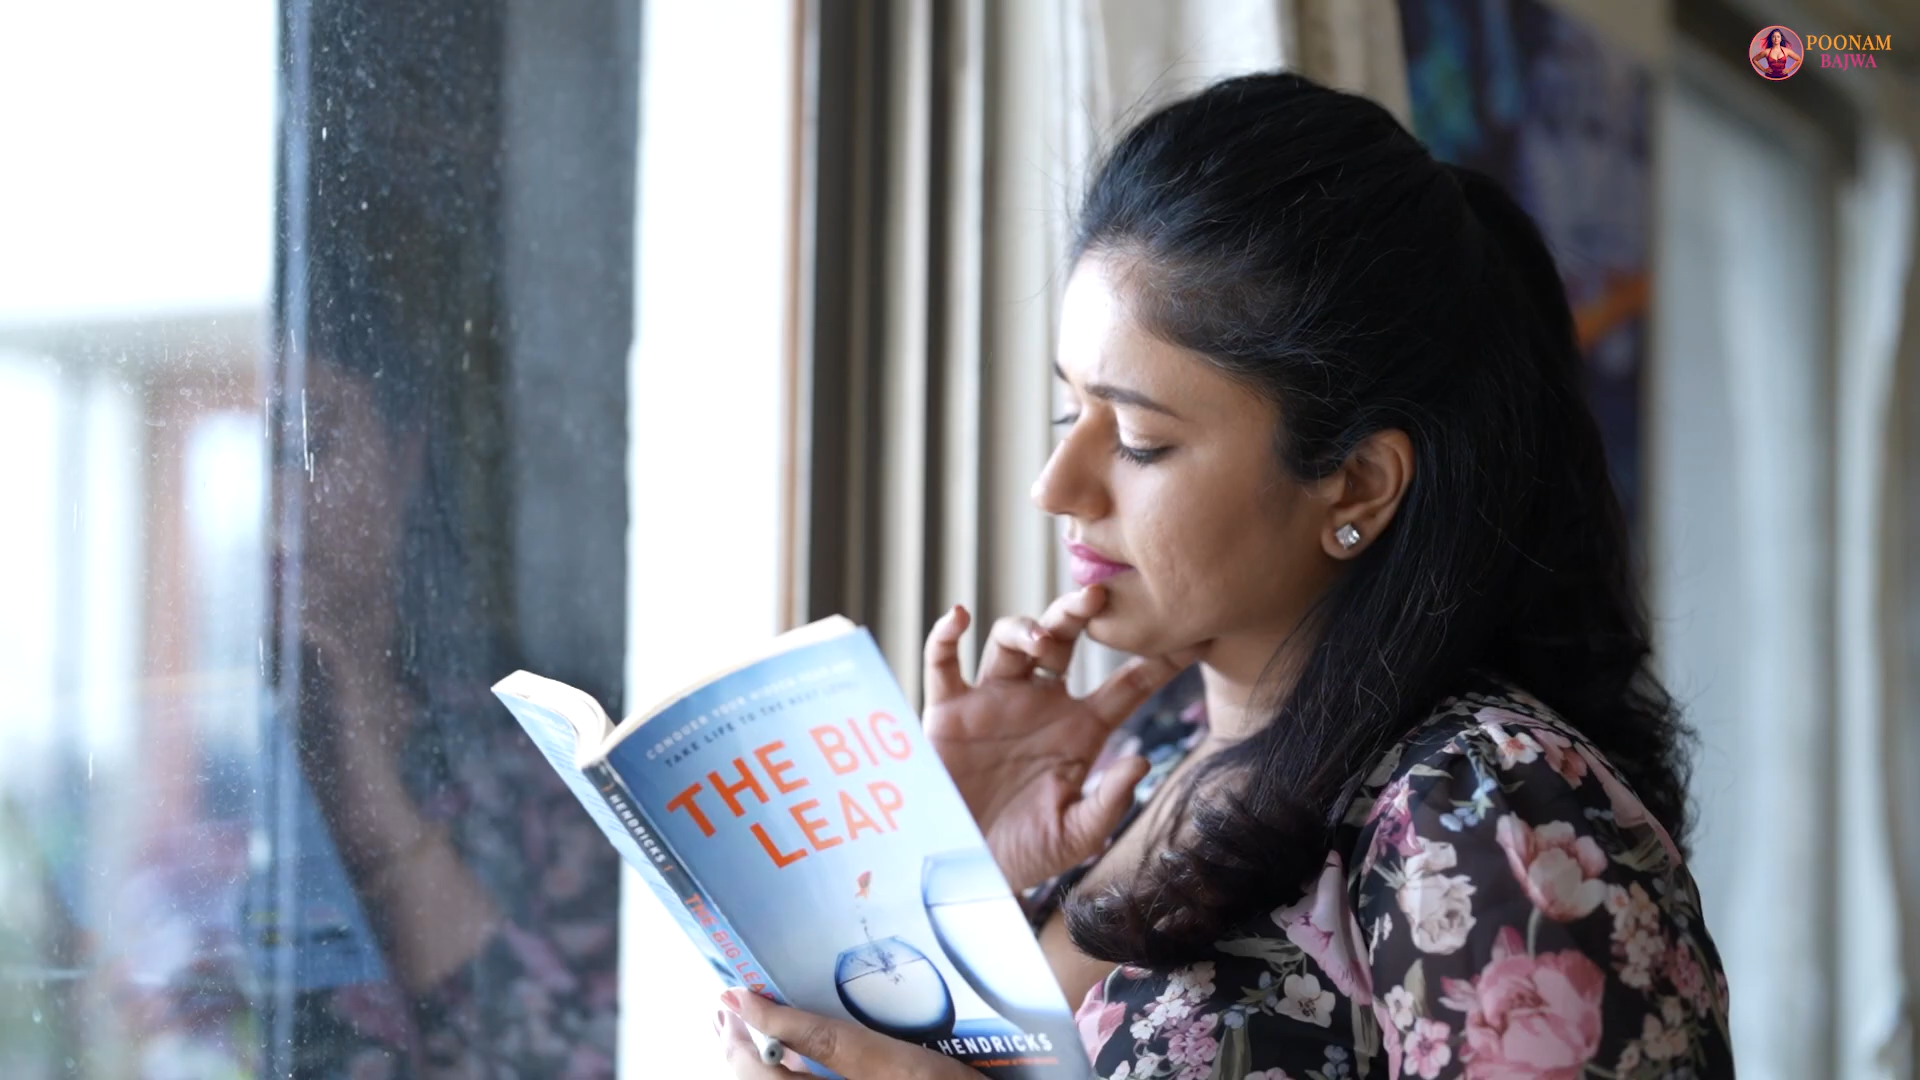 POONAM
BAJWA
CONQUER YOUR HIDDEN FEAR AND
TAKE LIFE TO THE NEXT LEVEL
THE BIG
LEAP
HENDRICKS
THE BIG LEAP
HENDRICKS